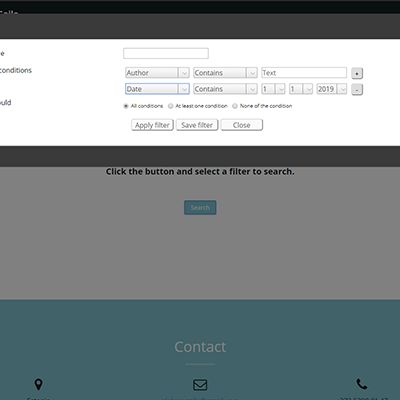 conditions
Author Contains Text +
Date Contains 1 1 2019 -
All conditions At least one condition None of the condition
Apply filter Save filter Close
Click the button and select a filter to search.
Search
Contact